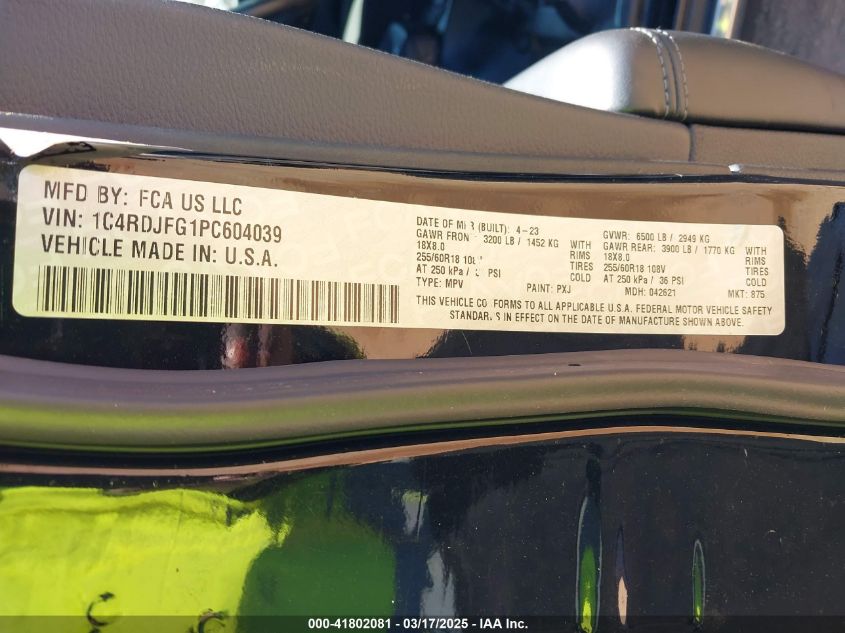 MFD BY: FCA US LLC
VIN: 1C4RDJFG1PC604039
VEHICLE MADE IN: U.S.A.
DATE OF (BUILT): 4-23
GAWR FRONT 3200 LB / 1452 KG WITH
18X8.0 RIMS
255/60R18 TIRES
AT 250 kPa / PSI COLD
TYPE: MPV PAINT: PXJ
GVWR: 6500 LB / 2949 KG
GAWR REAR: 3900 LB / 1770 KG WITH
18X8.0 RIMS
255/60R18 108V TIRES
AT 250 kPa / 36 PSI COLD
MDH: 042621 MKT: 875
THIS VEHICLE CONFORMS TO ALL APPLICABLE U.S.A. FEDERAL MOTOR VEHICLE SAFETY
STANDARDS IN EFFECT ON THE DATE OF MANUFACTURE SHOWN ABOVE.
000-41802081 - 03/17/2025 - IAA Inc.